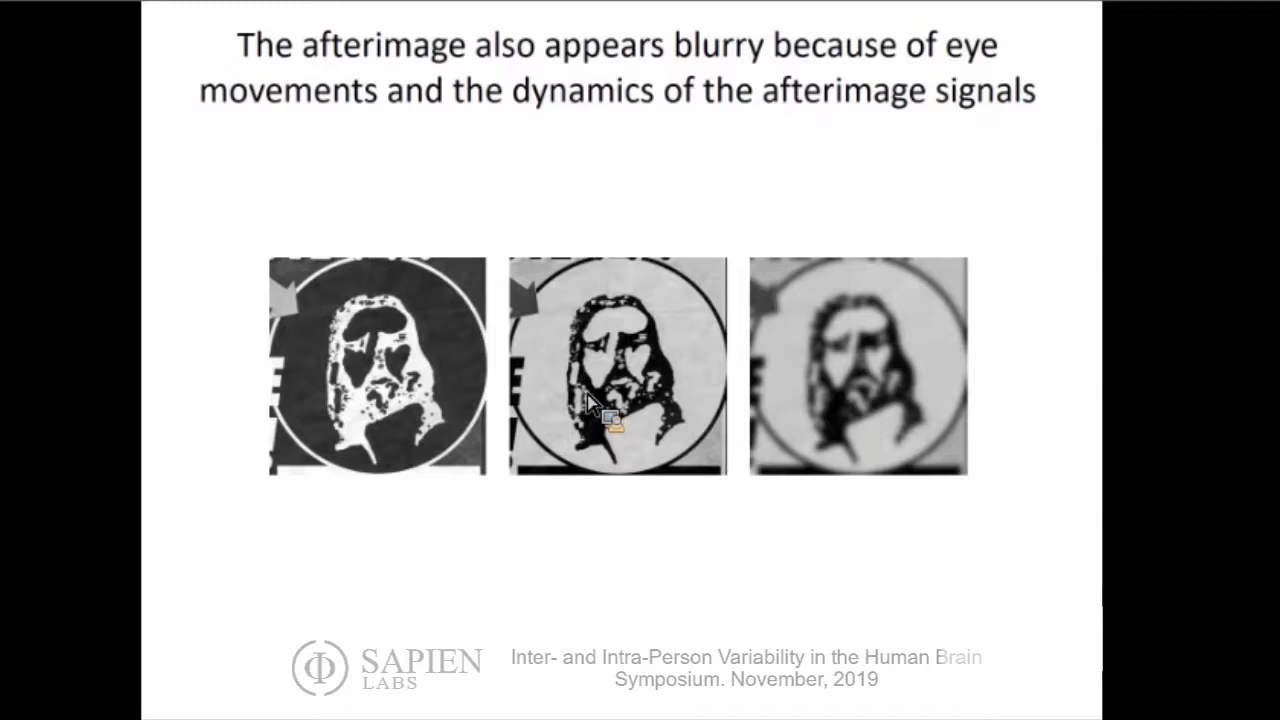 The afterimage also appears blurry because of eye
movements and the dynamics of the afterimage signals
SAPIEN
LABS
Inter- and Intra-Person Variability in the Human Brain
Symposium. November, 2019